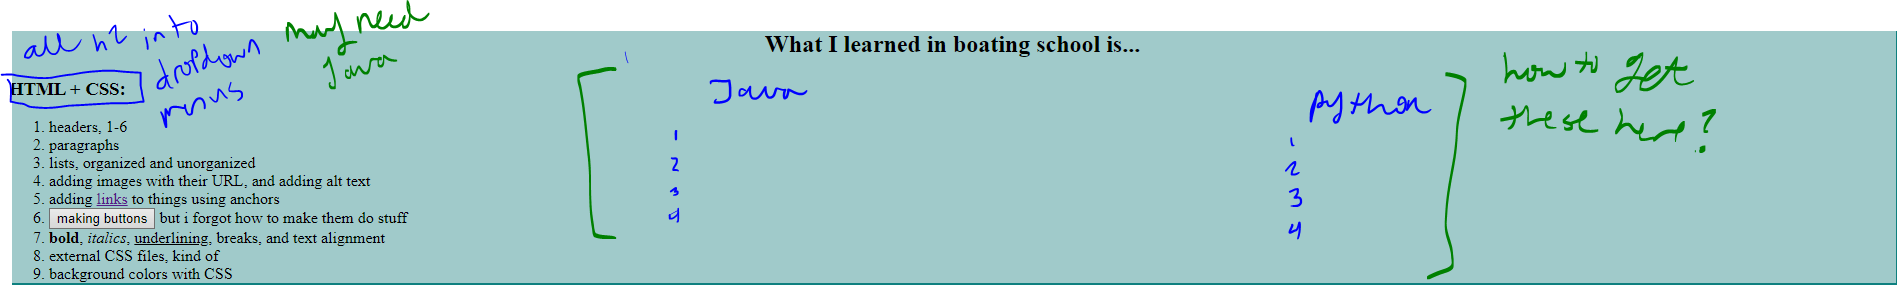 all h2 into
dropdown
menus
may need
Java
What I learned in boating school is...
HTML + CSS:
1. headers, 1-6
2. paragraphs
3. lists, organized and unorganized
4. adding images with their URL, and adding alt text
5. adding links to things using anchors
6. making buttons but i forgot how to make them do stuff
7. bold, italics, underlining, breaks, and text alignment
8. external CSS files, kind of
9. background colors with CSS
Java
1
2
3
4
Python
1
2
3
4
how to get
these here?